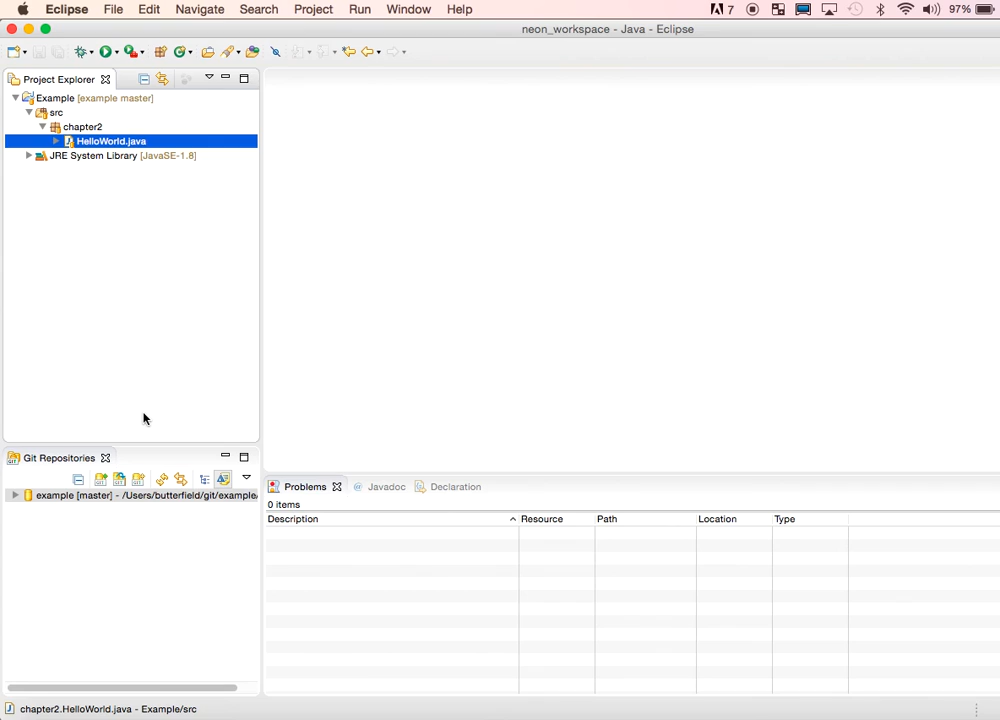 Eclipse File Edit Navigate Search Project Run Window Help 7 97%
neon_workspace - Java - Eclipse
Project Explorer
Example [example master]
src
chapter2
HelloWorld.java
JRE System Library [JavaSE-1.8]
Git Repositories
example [master] - /Users/butterfield/git/example/
Problems Javadoc Declaration
0 items
Description Resource Path Location Type
chapter2.HelloWorld.java - Example/src